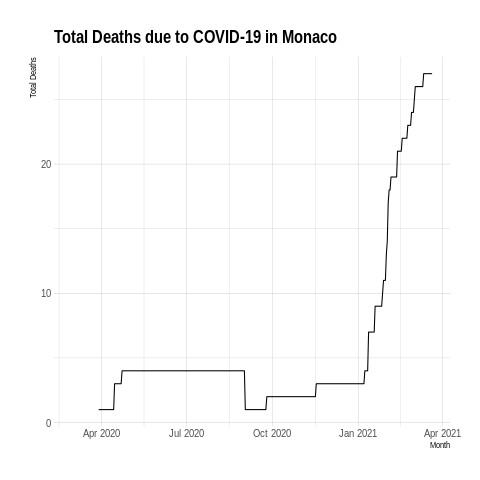 Total Deaths due to COVID-19 in Monaco
Total Deaths
20
10
0
Apr 2020 Jul 2020 Oct 2020 Jan 2021 Apr 2021
Month